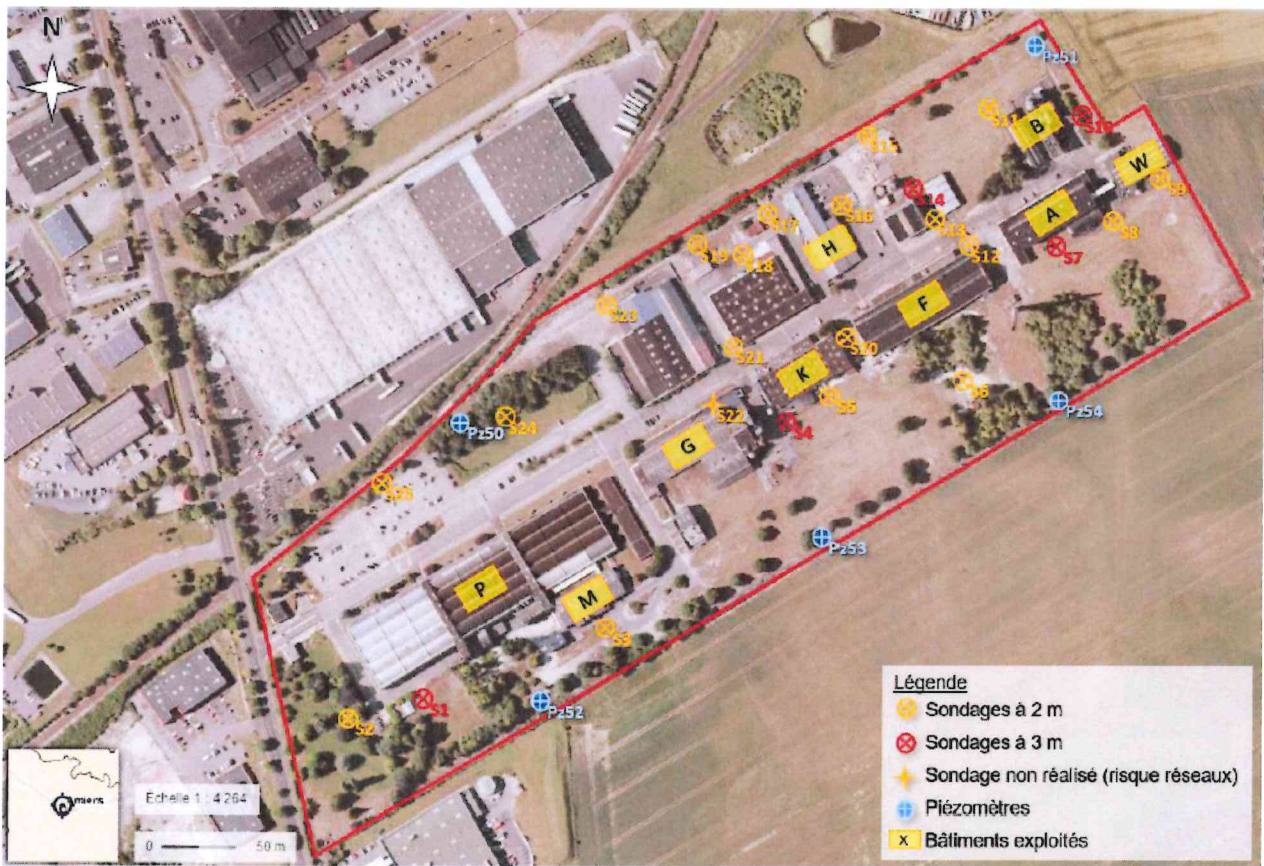 N
Pz51
S11
B
S10
S15
W
S9
S14
A
S16
S17
S13
S8
H
S12
S7
S19
S18
F
S23
S20
S21
K
S6
S5
Pz54
S22
S24
Pz50
S4
G
S25
Pz53
P
M
S3
S1
S2
Pz52
Légende
Sondages à 2 m
Sondages à 3 m
Sondage non réalisé (risque réseaux)
Piézomètres
X Bâtiments exploités
miers
Échelle 1 : 4 264
0 50 m